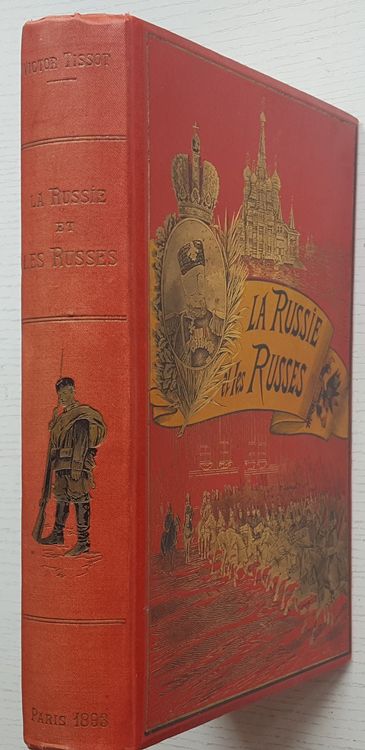 VICTOR TISSOT
LA RUSSIE
ET
LES RUSSES
PARIS, 1893
LA RUSSIE
et les RUSSES